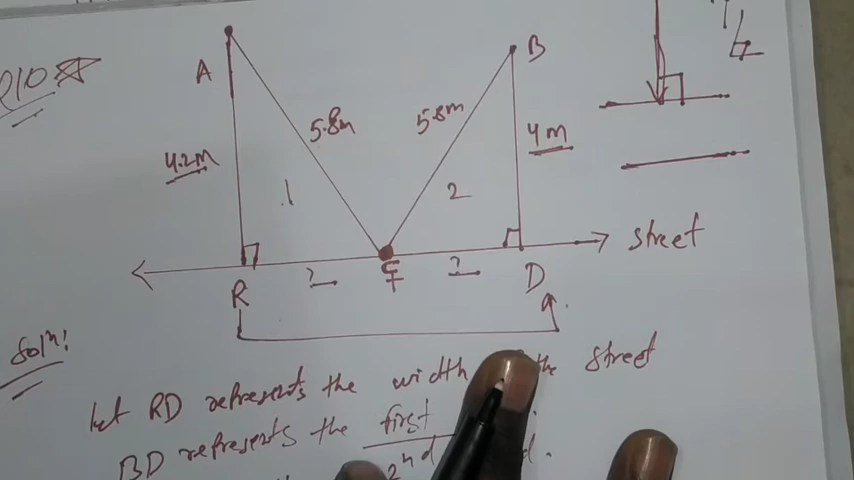 Q10
A
B
5.8m
5.8m
4.2m
4m
1
2
Street
R
?
T
?
D
Soln:
let RD represents the width the Street
BD represents the first
2nd